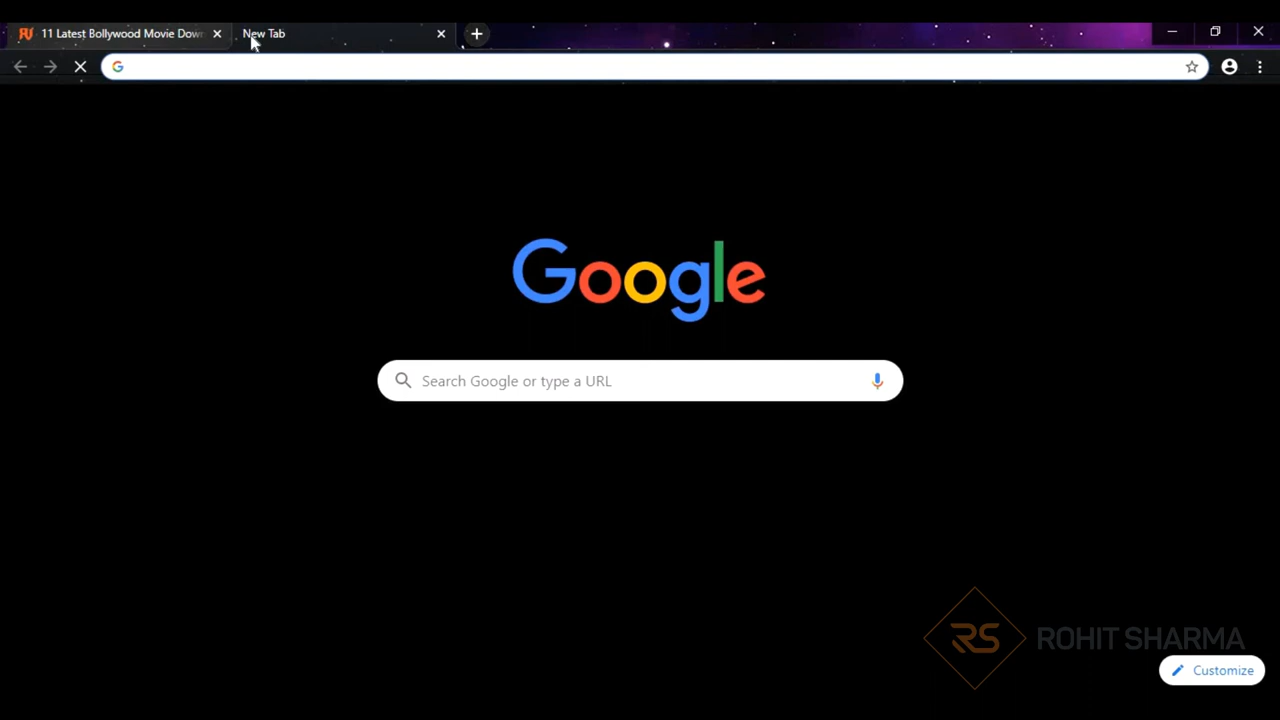 11 Latest Bollywood Movie Down
New Tab
Google
Search Google or type a URL
RS ROHIT SHARMA
Customize